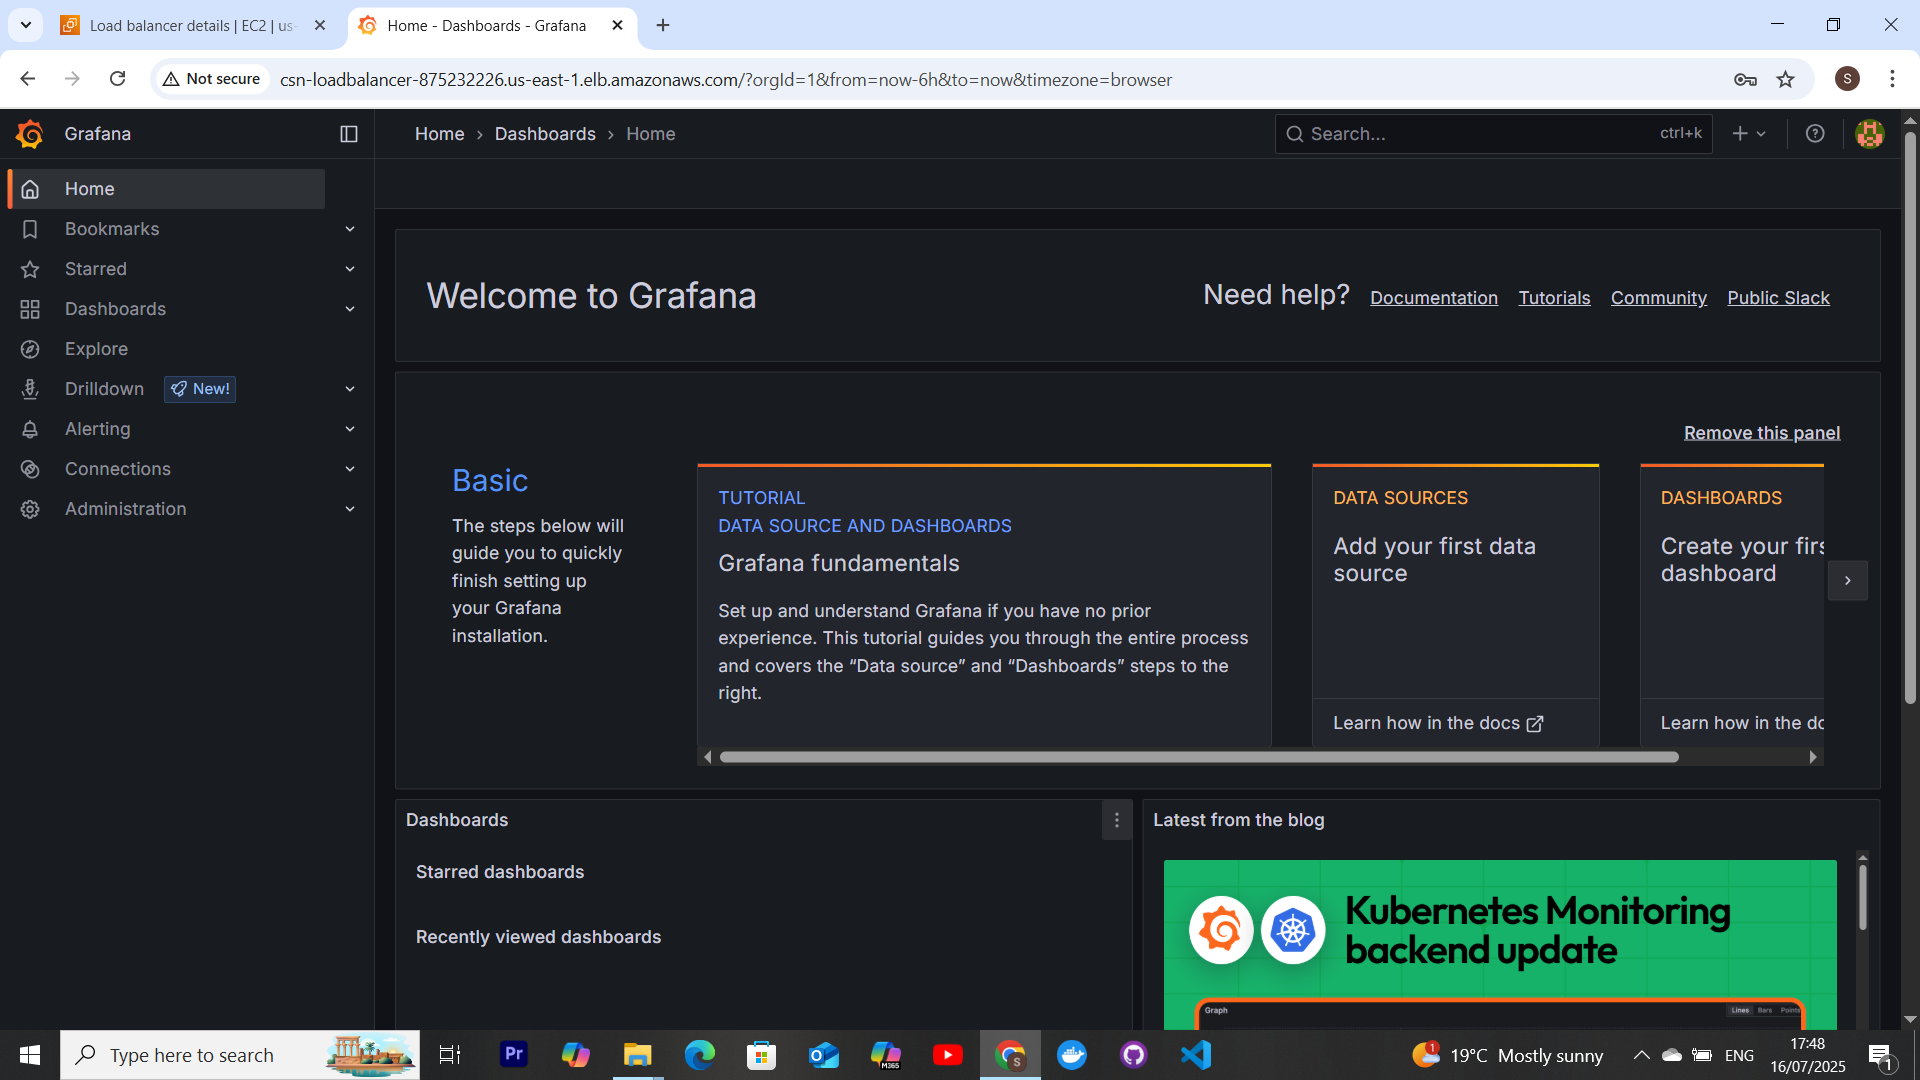 Load balancer details | EC2 | us-
Home - Dashboards - Grafana
Not secure
csn-loadbalancer-875232226.us-east-1.elb.amazonaws.com/?orgId=1&from=now-6h&to=now&timezone=browser
S
Grafana
Home › Dashboards › Home
Search...
ctrl+k
Home
Bookmarks
Starred
Dashboards
Explore
Drilldown
New!
Alerting
Connections
Administration
Welcome to Grafana
Need help?
Documentation
Tutorials
Community
Public Slack
Remove this panel
Basic
The steps below will
guide you to quickly
finish setting up
your Grafana
installation.
TUTORIAL
DATA SOURCE AND DASHBOARDS
Grafana fundamentals
Set up and understand Grafana if you have no prior
experience. This tutorial guides you through the entire process
and covers the “Data source” and “Dashboards” steps to the
right.
DATA SOURCES
Add your first data
source
Learn how in the docs
DASHBOARDS
Create your firs
dashboard
Learn how in the do
Dashboards
Starred dashboards
Recently viewed dashboards
Latest from the blog
Kubernetes Monitoring
backend update
Graph
Lines
Bars
Points
Type here to search
Pr
M365
S
1
19°C Mostly sunny
ENG
17:48
16/07/2025
1